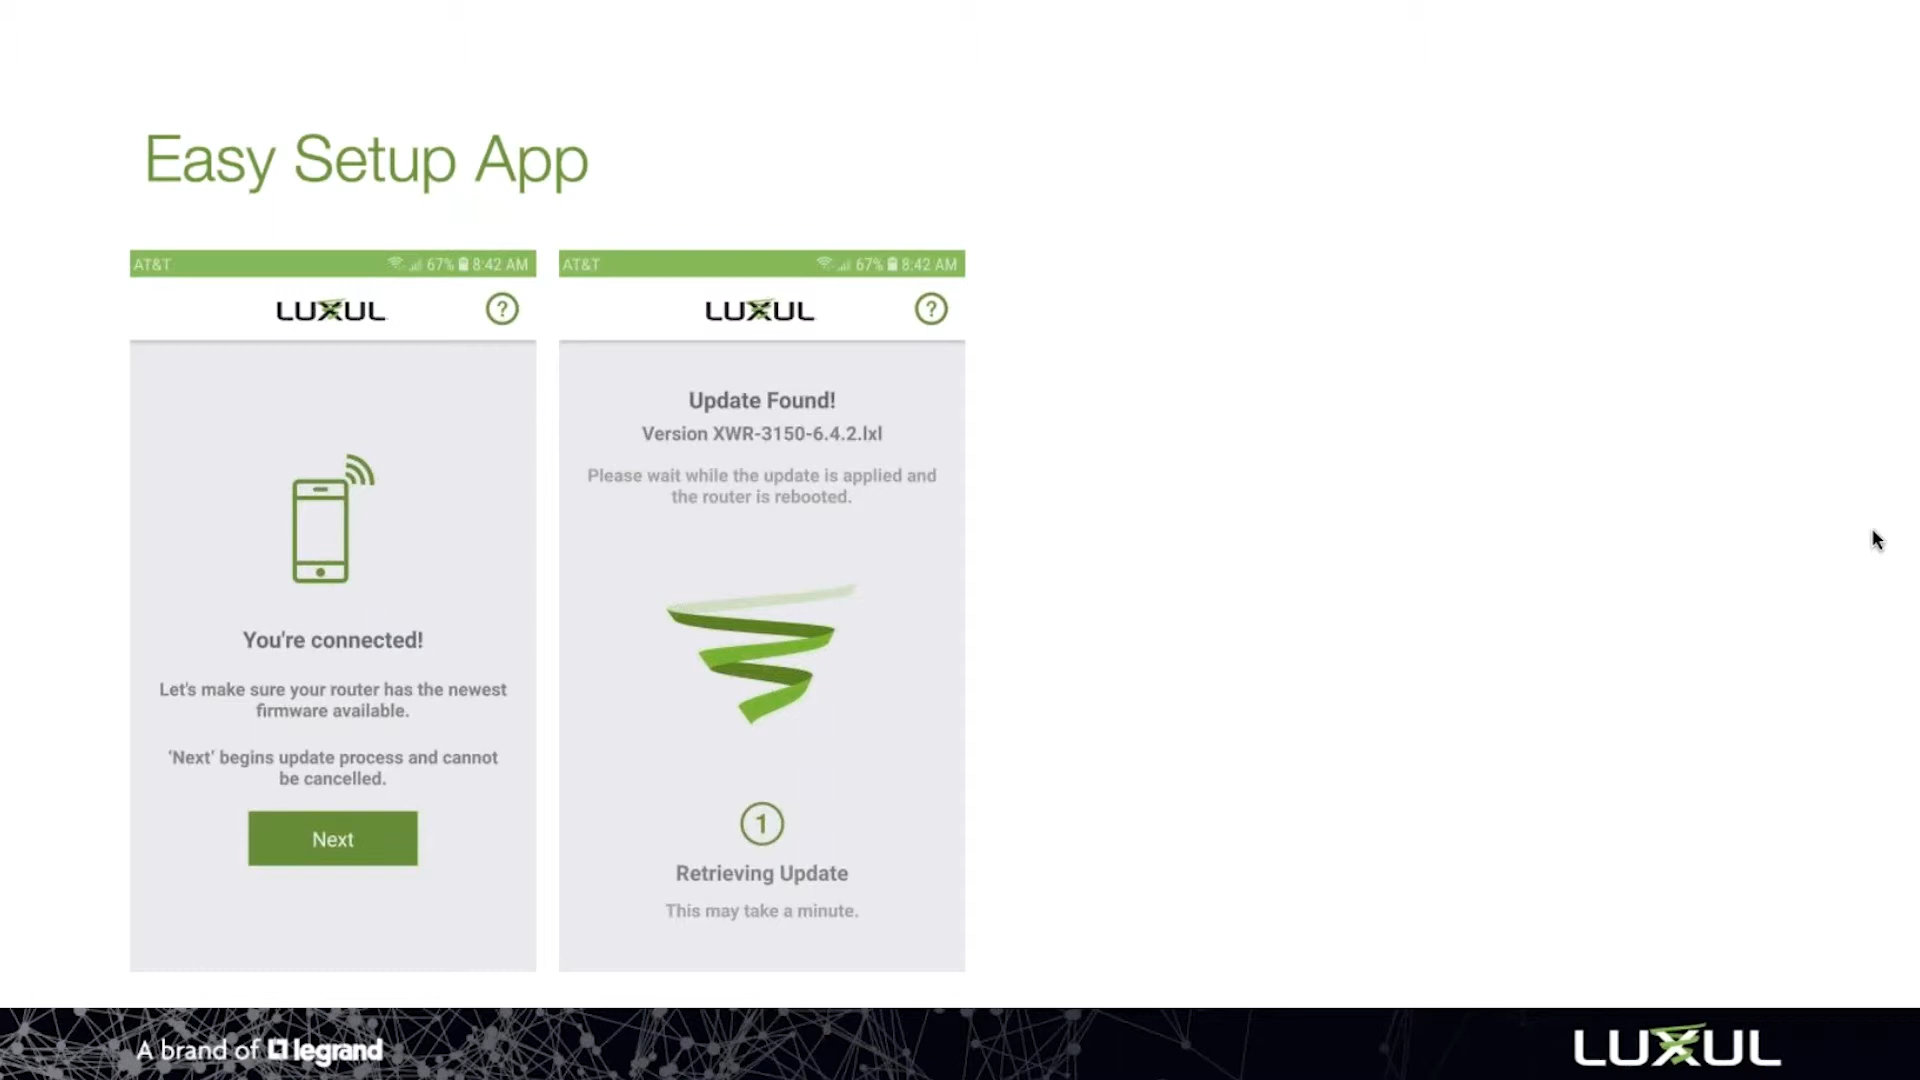 Easy Setup App
AT&T 67% 8:42 AM
LUXUL ?
You're connected!
Let's make sure your router has the newest
firmware available.
'Next' begins update process and cannot
be cancelled.
Next
AT&T 67% 8:42 AM
LUXUL ?
Update Found!
Version XWR-3150-6.4.2.lxl
Please wait while the update is applied and
the router is rebooted.
1
Retrieving Update
This may take a minute.
A brand of legrand
LUXUL